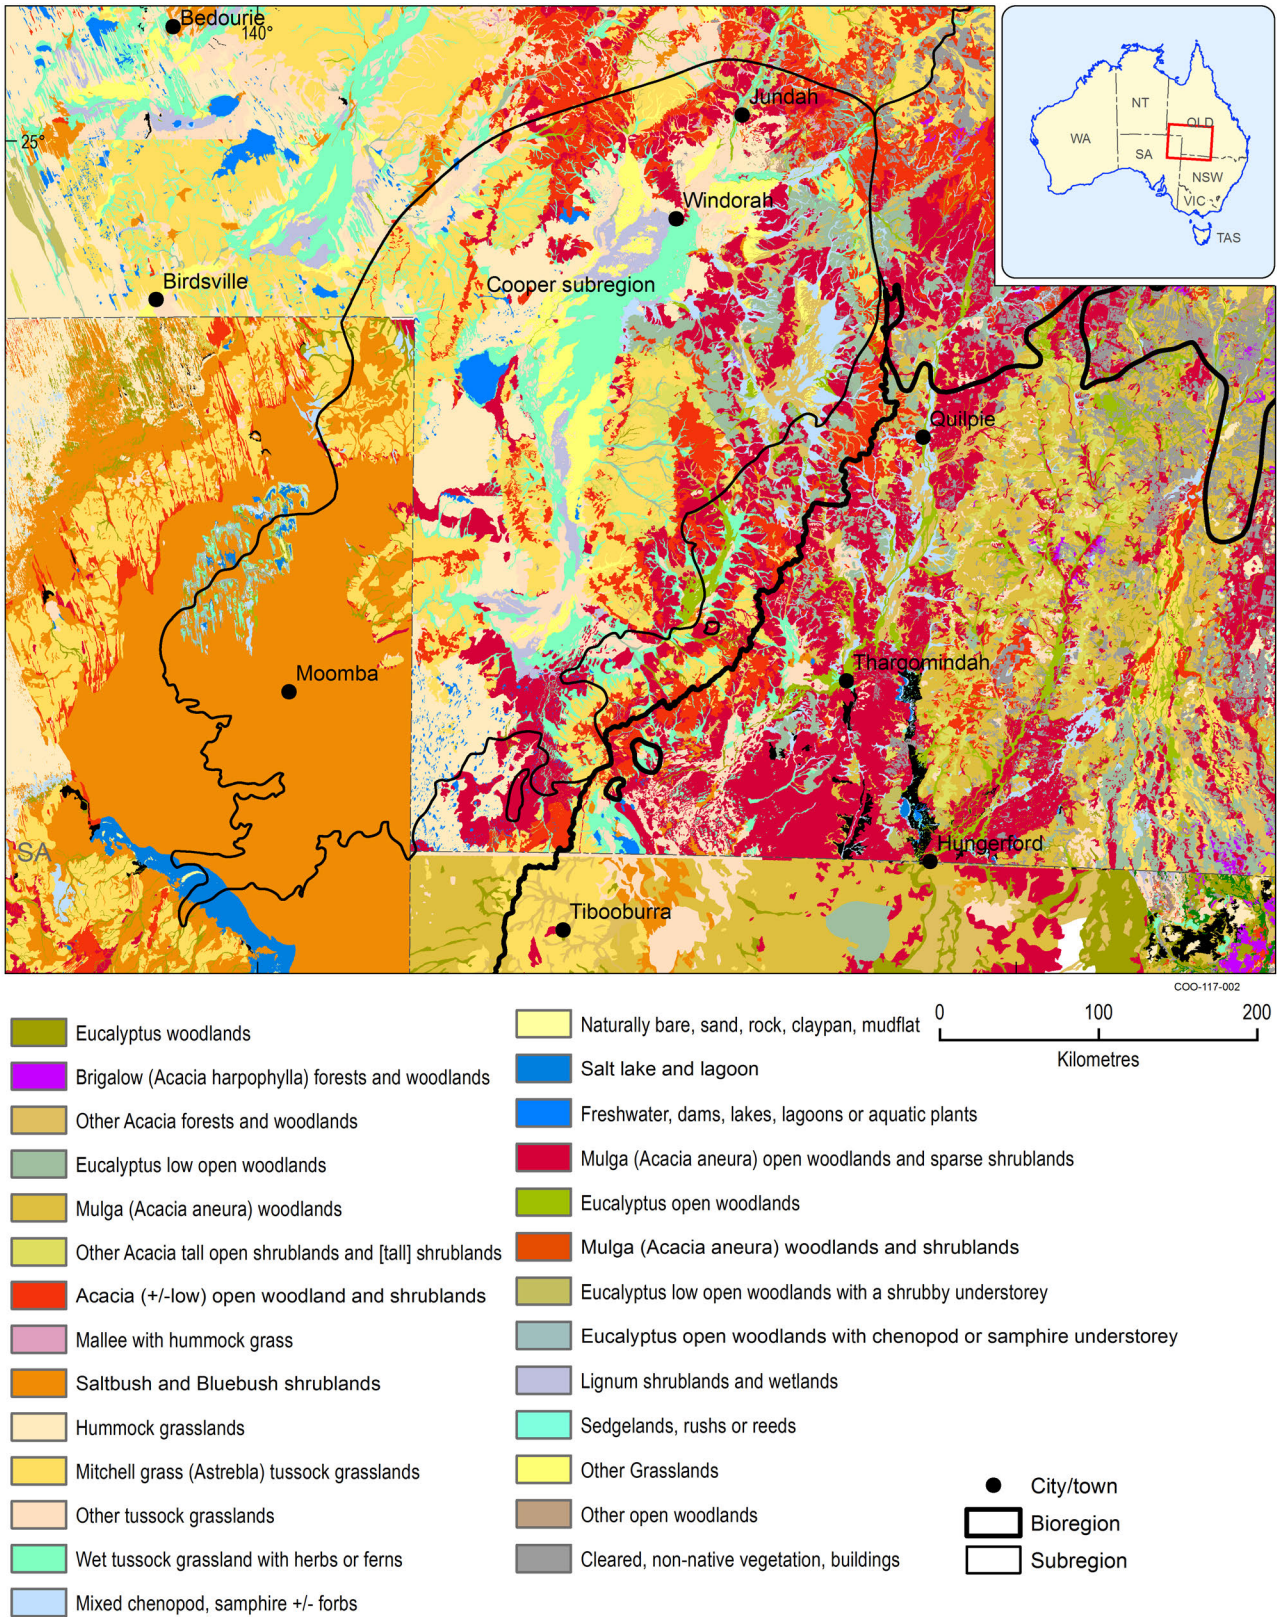 Bedourie
140°
Jundah
25°
Windorah
Cooper subregion
Birdsville
Quilpie
Moomba
Thargomindah
SA
Hungerford
Tibooburra
NT
QLD
WA
SA
NSW
VIC
TAS
COO-117-002
Eucalyptus woodlands
Brigalow (Acacia harpophylla) forests and woodlands
Other Acacia forests and woodlands
Eucalyptus low open woodlands
Mulga (Acacia aneura) woodlands
Other Acacia tall open shrublands and [tall] shrublands
Acacia (+/-low) open woodland and shrublands
Mallee with hummock grass
Saltbush and Bluebush shrublands
Hummock grasslands
Mitchell grass (Astrebla) tussock grasslands
Other tussock grasslands
Wet tussock grassland with herbs or ferns
Mixed chenopod, samphire +/- forbs
Naturally bare, sand, rock, claypan, mudflat
Salt lake and lagoon
Freshwater, dams, lakes, lagoons or aquatic plants
Mulga (Acacia aneura) open woodlands and sparse shrublands
Eucalyptus open woodlands
Mulga (Acacia aneura) woodlands and shrublands
Eucalyptus low open woodlands with a shrubby understorey
Eucalyptus open woodlands with chenopod or samphire understorey
Lignum shrublands and wetlands
Sedgelands, rushs or reeds
Other Grasslands
Other open woodlands
Cleared, non-native vegetation, buildings
0 100 200
Kilometres
City/town
Bioregion
Subregion